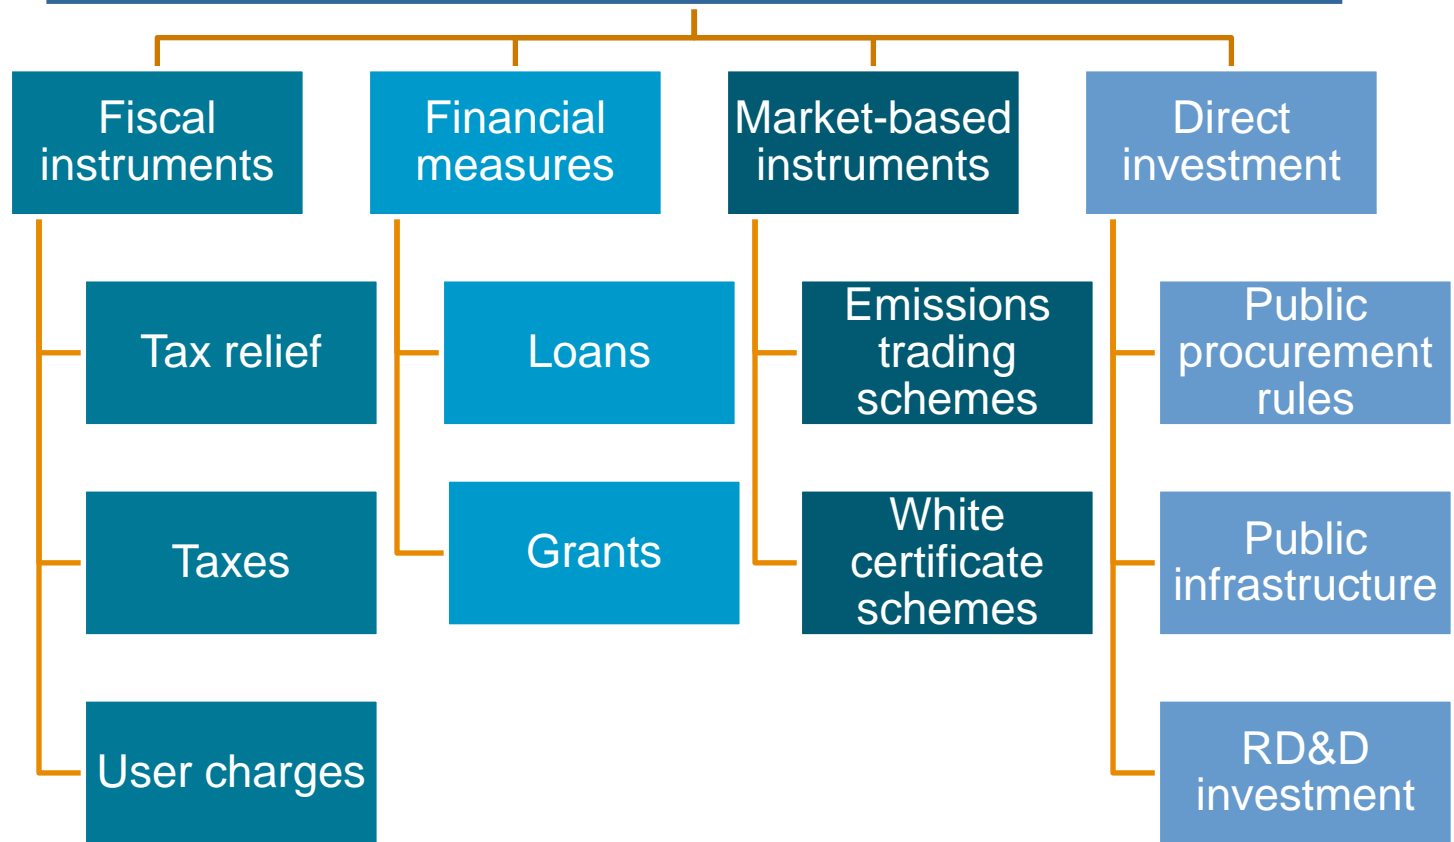 Fiscal
instruments
Financial
measures
Market-based
instruments
Direct
investment
Tax relief
Loans
Emissions
trading
schemes
Public
procurement
rules
Taxes
Grants
White
certificate
schemes
Public
infrastructure
User charges
RD&D
investment